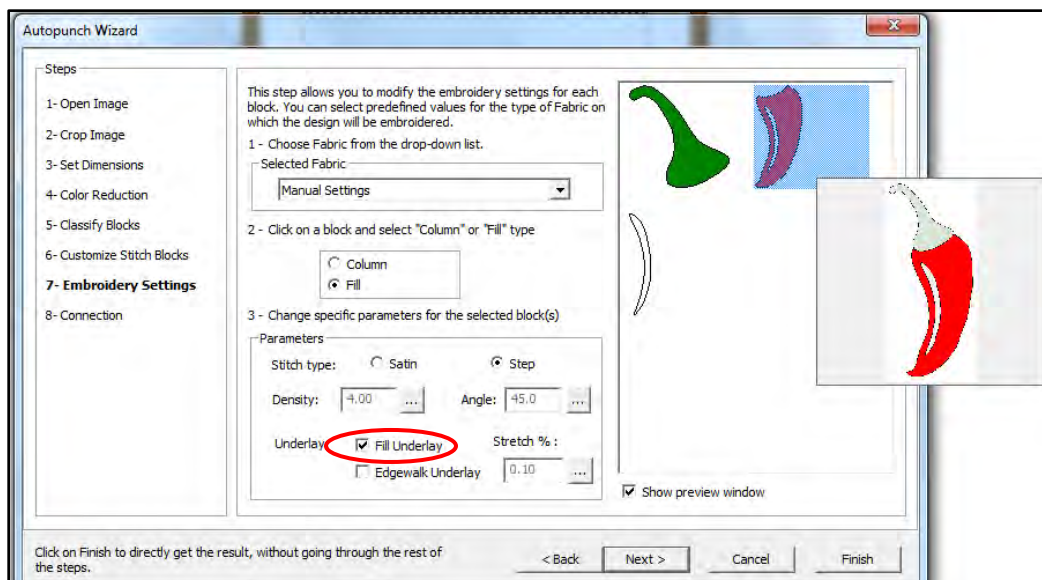 Autopunch Wizard
Steps
1- Open Image
2- Crop Image
3- Set Dimensions
4- Color Reduction
5- Classify Blocks
6- Customize Stitch Blocks
7- Embroidery Settings
8- Connection
This step allows you to modify the embroidery settings for each
block. You can select predefined values for the type of Fabric on
which the design will be embroidered.
1 - Choose Fabric from the drop-down list.
Selected Fabric
Manual Settings
2 - Click on a block and select "Column" or "Fill" type
Column
Fill
3 - Change specific parameters for the selected block(s)
Parameters
Stitch type: Satin Step
Density: 4.00 ... Angle: 45.0 ...
Underlay Fill Underlay Stretch % :
Edgewalk Underlay 0.10 ...
Show preview window
Click on Finish to directly get the result, without going through the rest of
the steps.
< Back Next > Cancel Finish